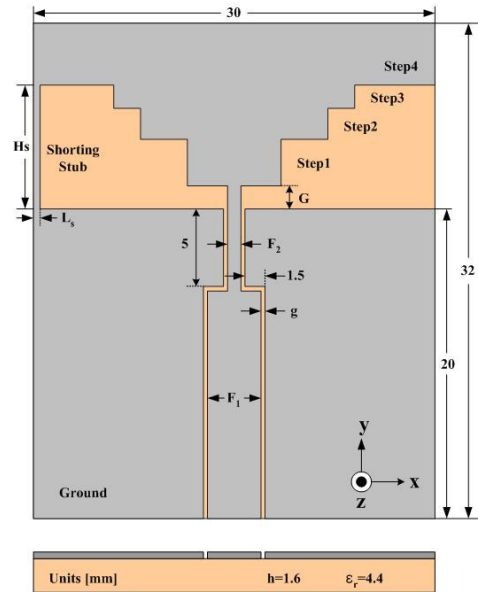 30
Step4
Step3
Hs
Step2
Shorting
Stub
Step1
G
Ls
5
F2
32
1.5
g
20
F1
y
x
z
Ground
Units [mm]
h=1.6
εr=4.4